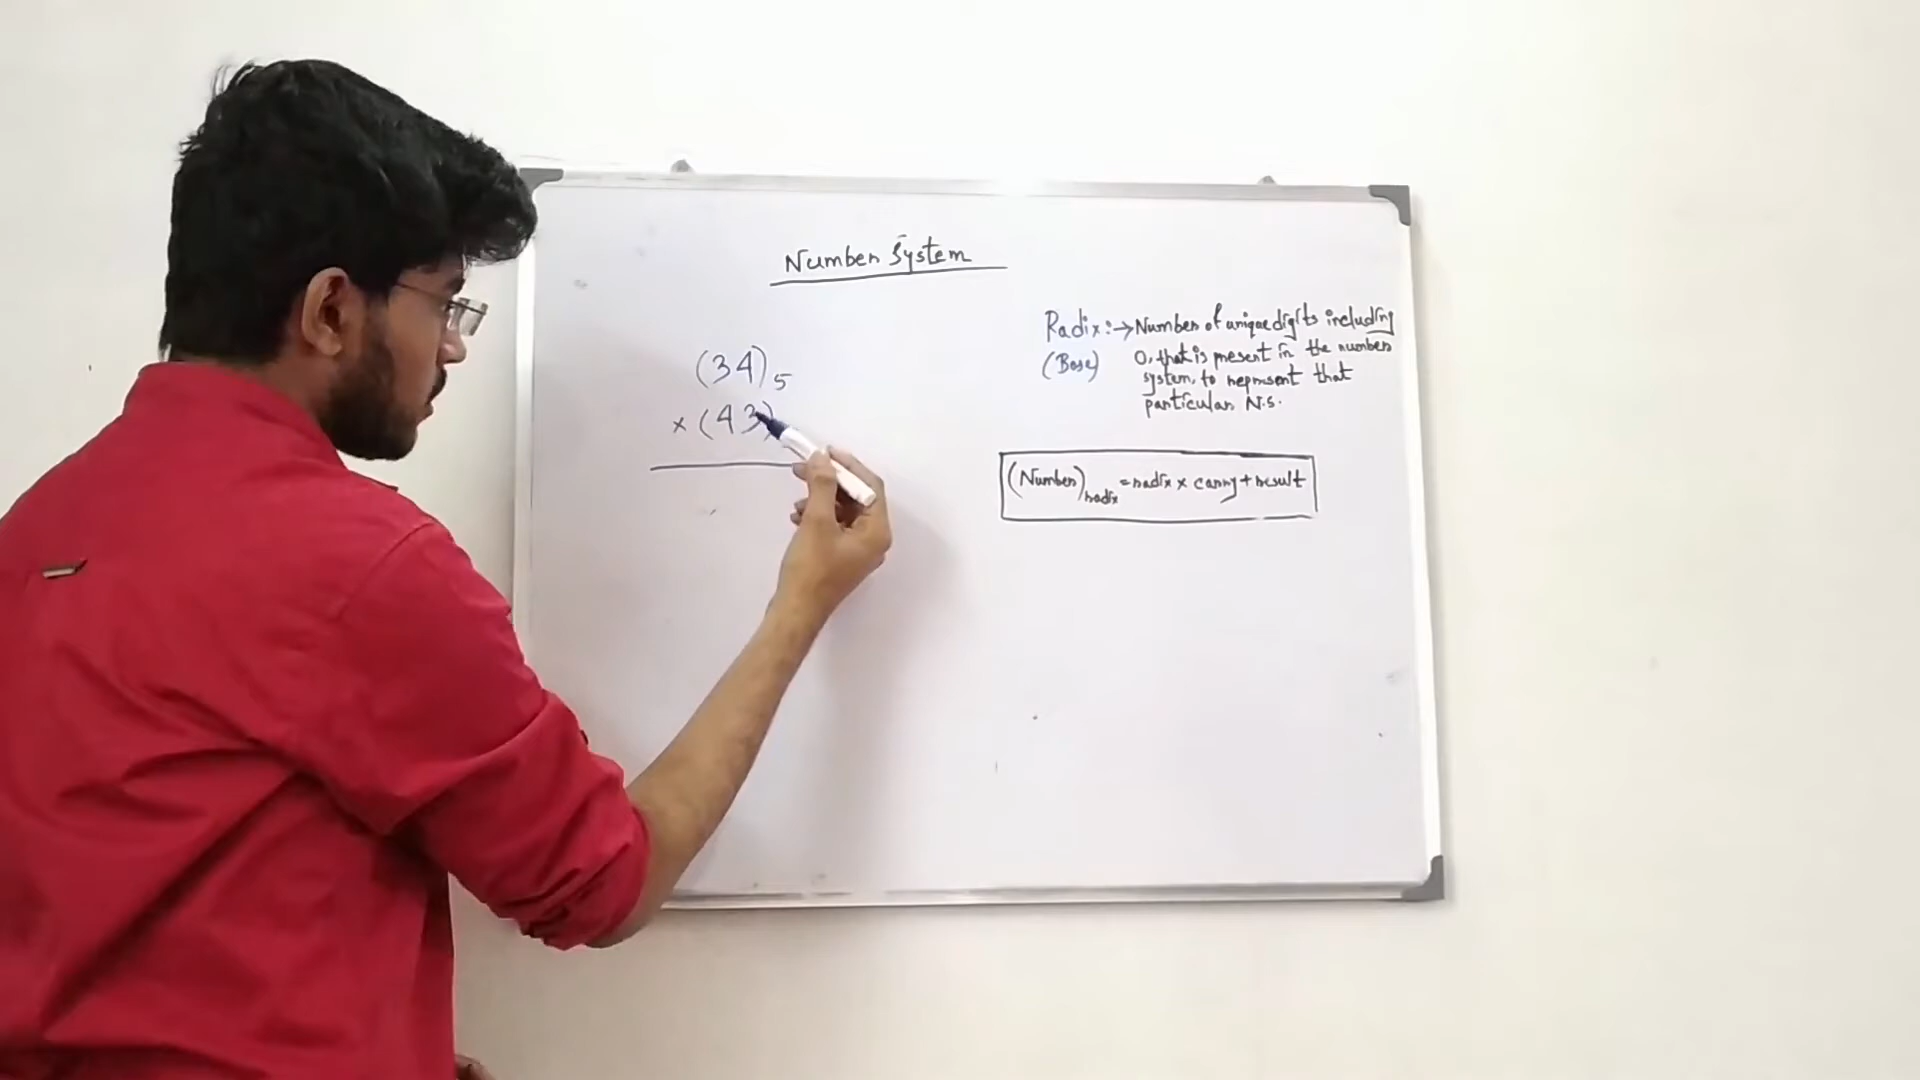 Number System
(34)5
× (43)
Radix:→ Number of unique digits including
(Base) 0, that is present in the number
system, to represent that
particular N.S.
(Number)radix = radix × carry + result